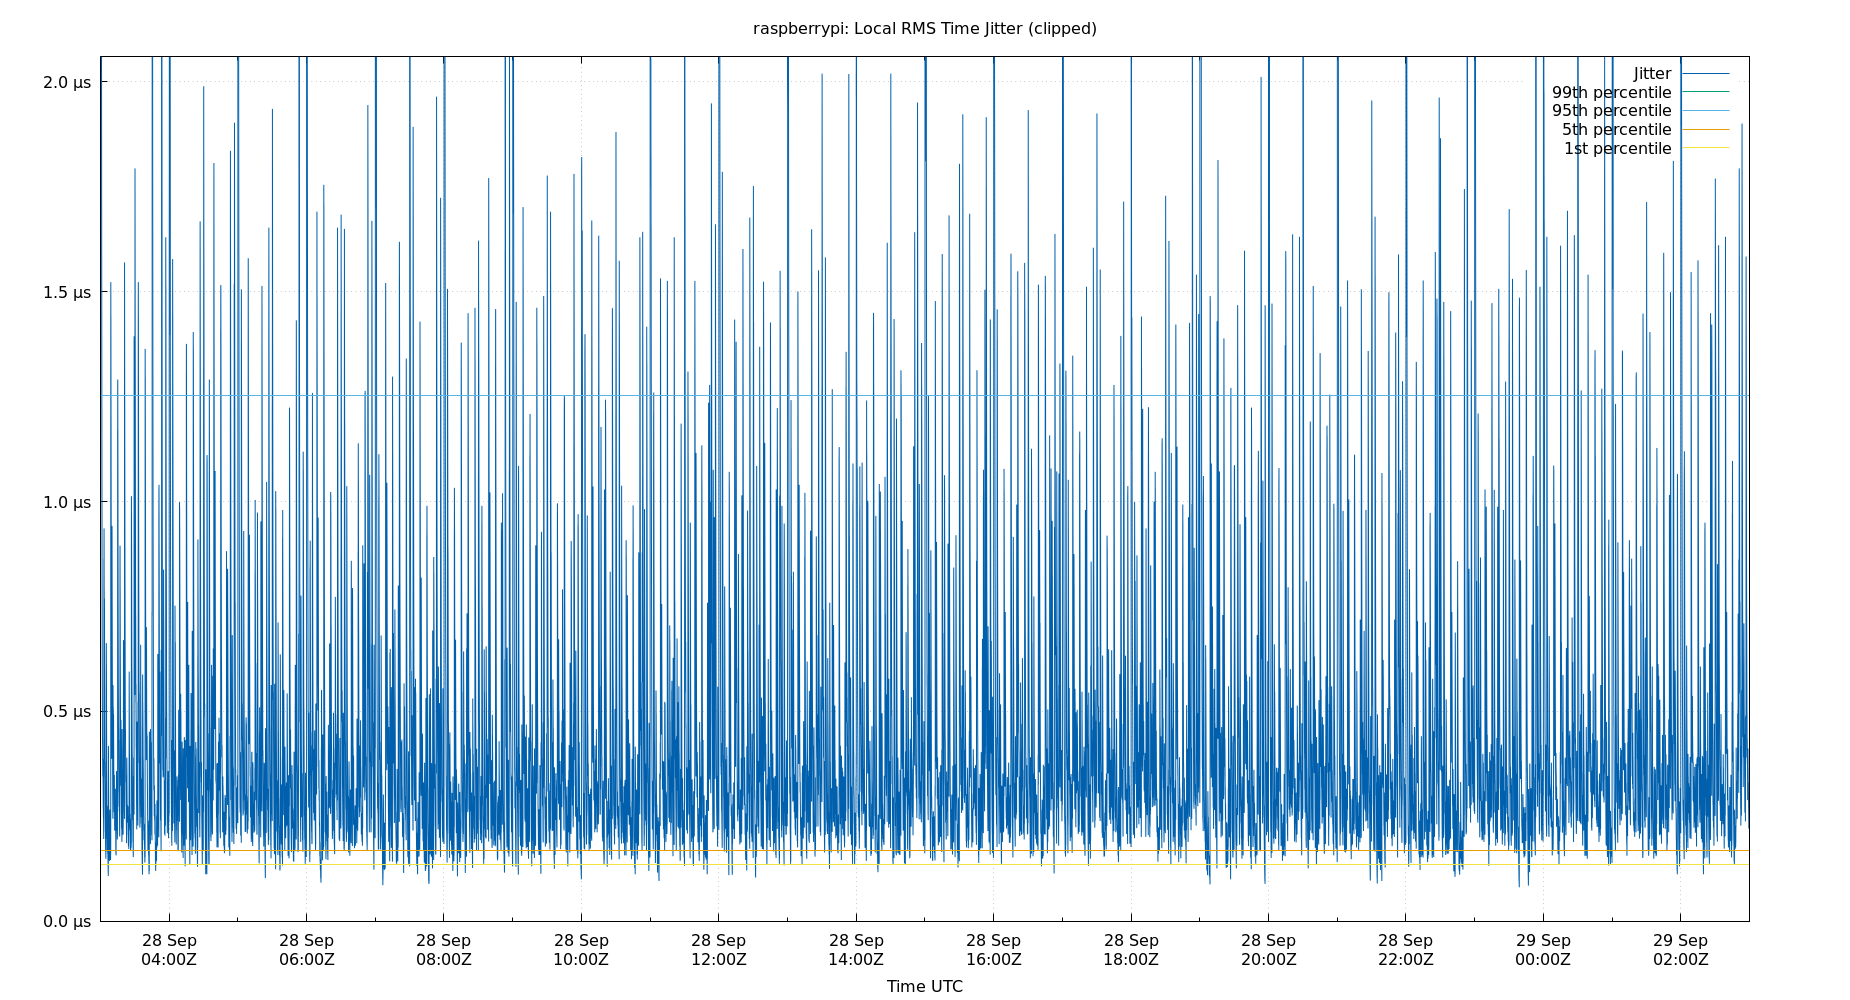 raspberrypi: Local RMS Time Jitter (clipped)
2.0 μs
1.5 μs
1.0 μs
0.5 μs
0.0 μs
Jitter
99th percentile
95th percentile
5th percentile
1st percentile
28 Sep
04:00Z
28 Sep
06:00Z
28 Sep
08:00Z
28 Sep
10:00Z
28 Sep
12:00Z
28 Sep
14:00Z
28 Sep
16:00Z
28 Sep
18:00Z
28 Sep
20:00Z
28 Sep
22:00Z
29 Sep
00:00Z
29 Sep
02:00Z
Time UTC